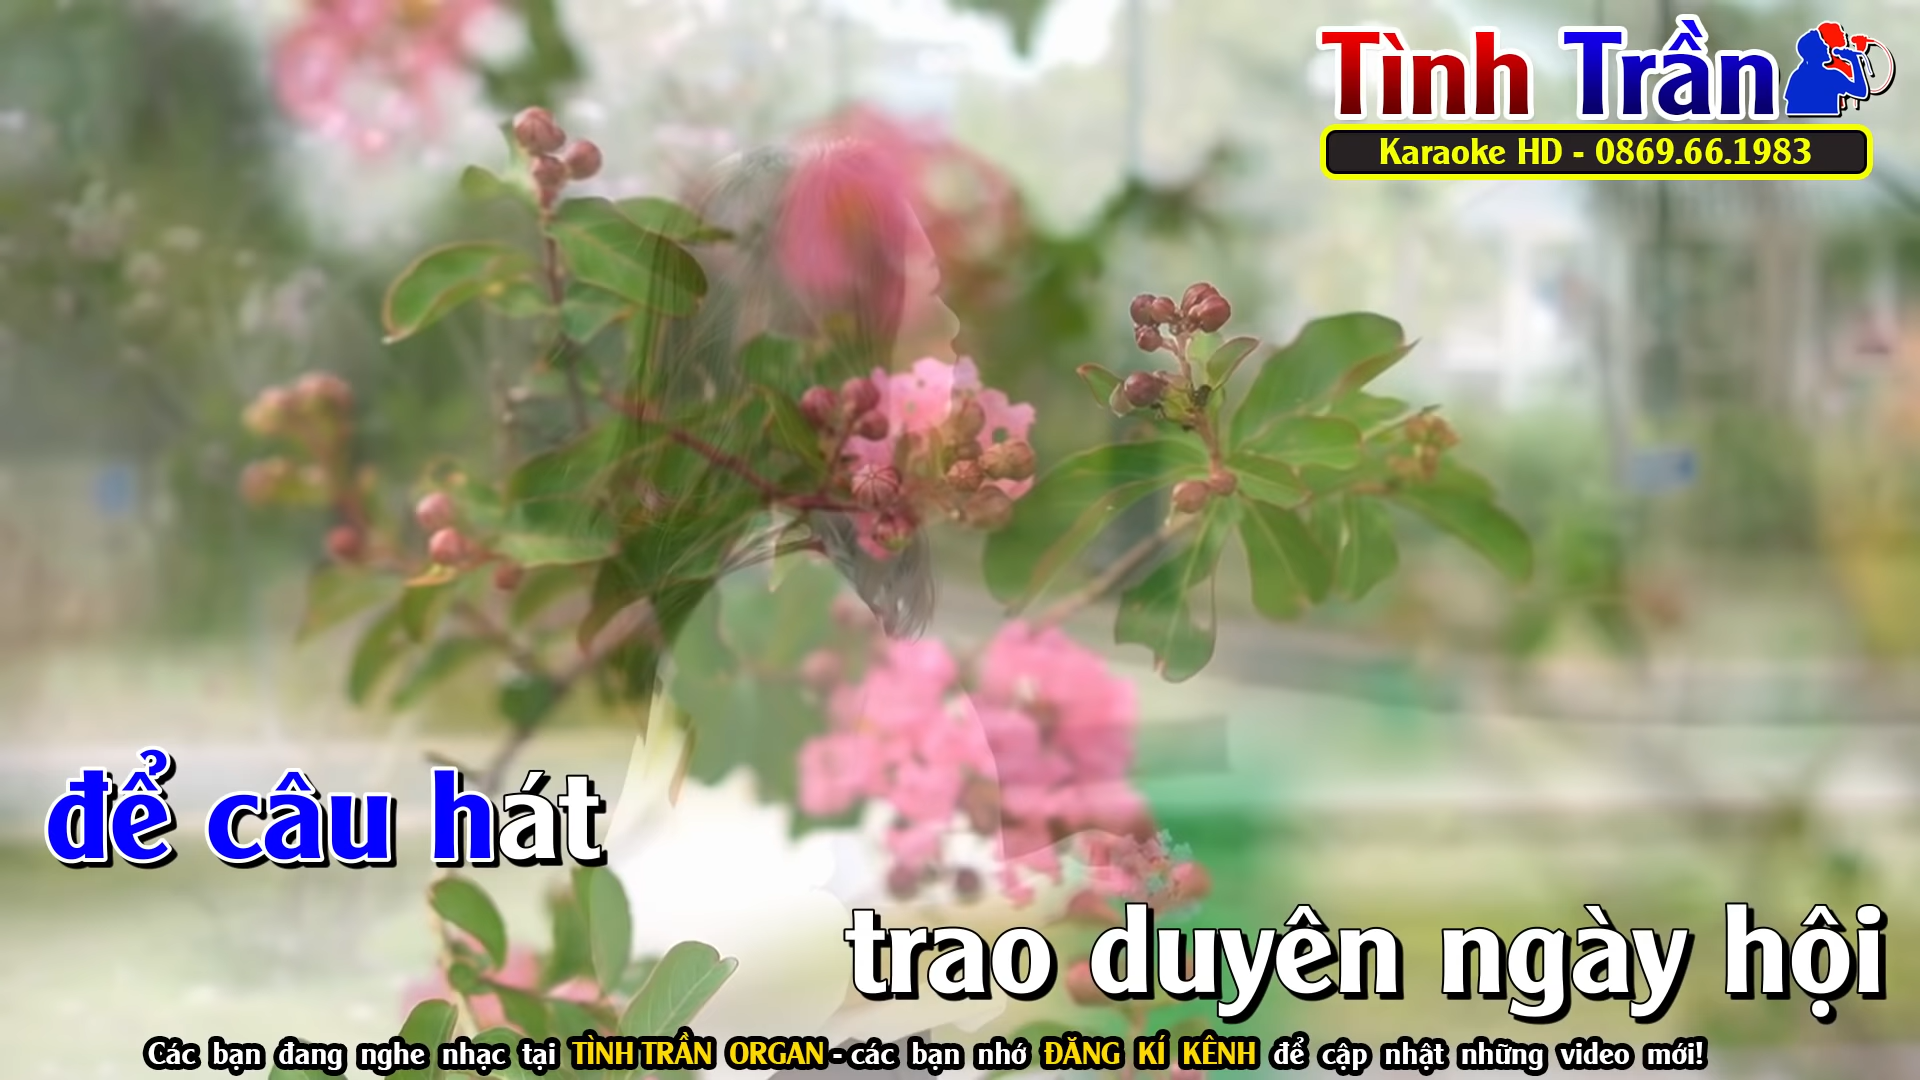 Tình Trần
Karaoke HD - 0869.66.1983
để câu hát
trao duyên ngày hội
Các bạn đang nghe nhạc tại TÌNH TRẦN ORGAN - các bạn nhớ ĐĂNG KÍ KÊNH để cập nhật những video mới!